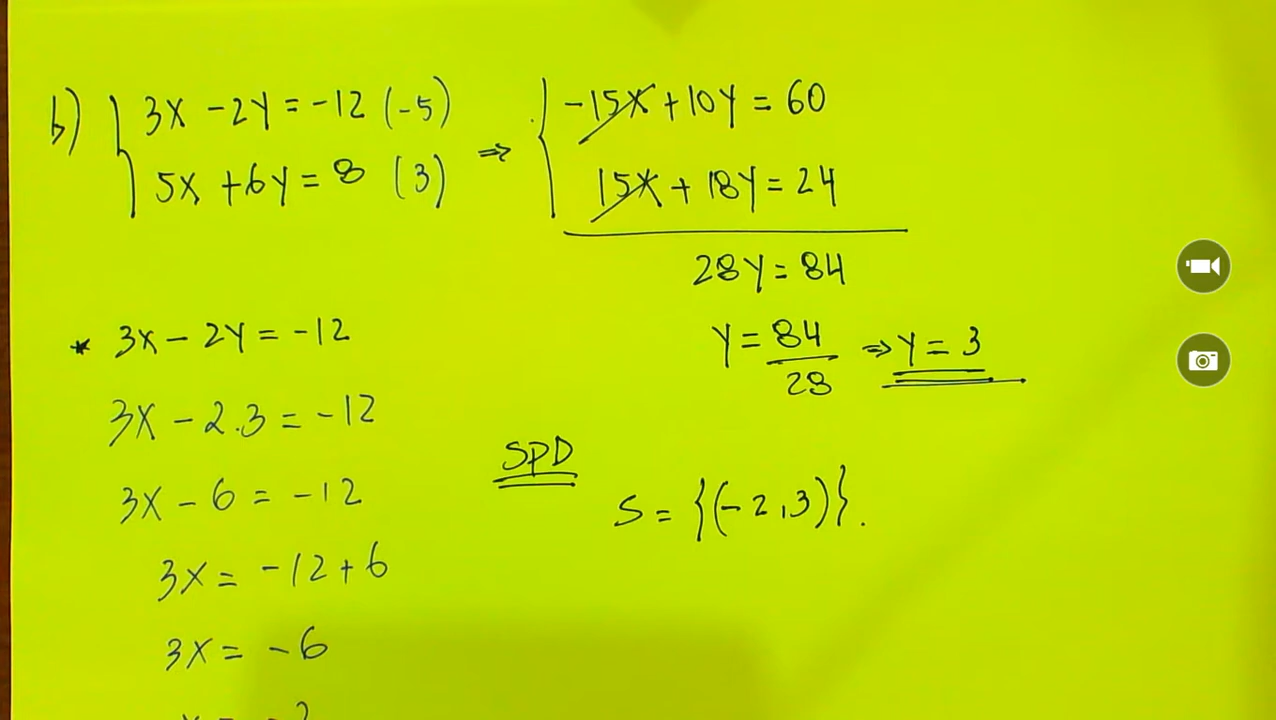 b) { 3X - 2Y = -12 (-5)
5X + 6Y = 8 (3)
⇒ { -15X + 10Y = 60
15X + 18Y = 24
28Y = 84
Y = 84/28 ⇒ Y = 3
* 3X - 2Y = -12
3X - 2.3 = -12
3X - 6 = -12
3X = -12 + 6
3X = -6
SPD
S = {(-2,3)}.